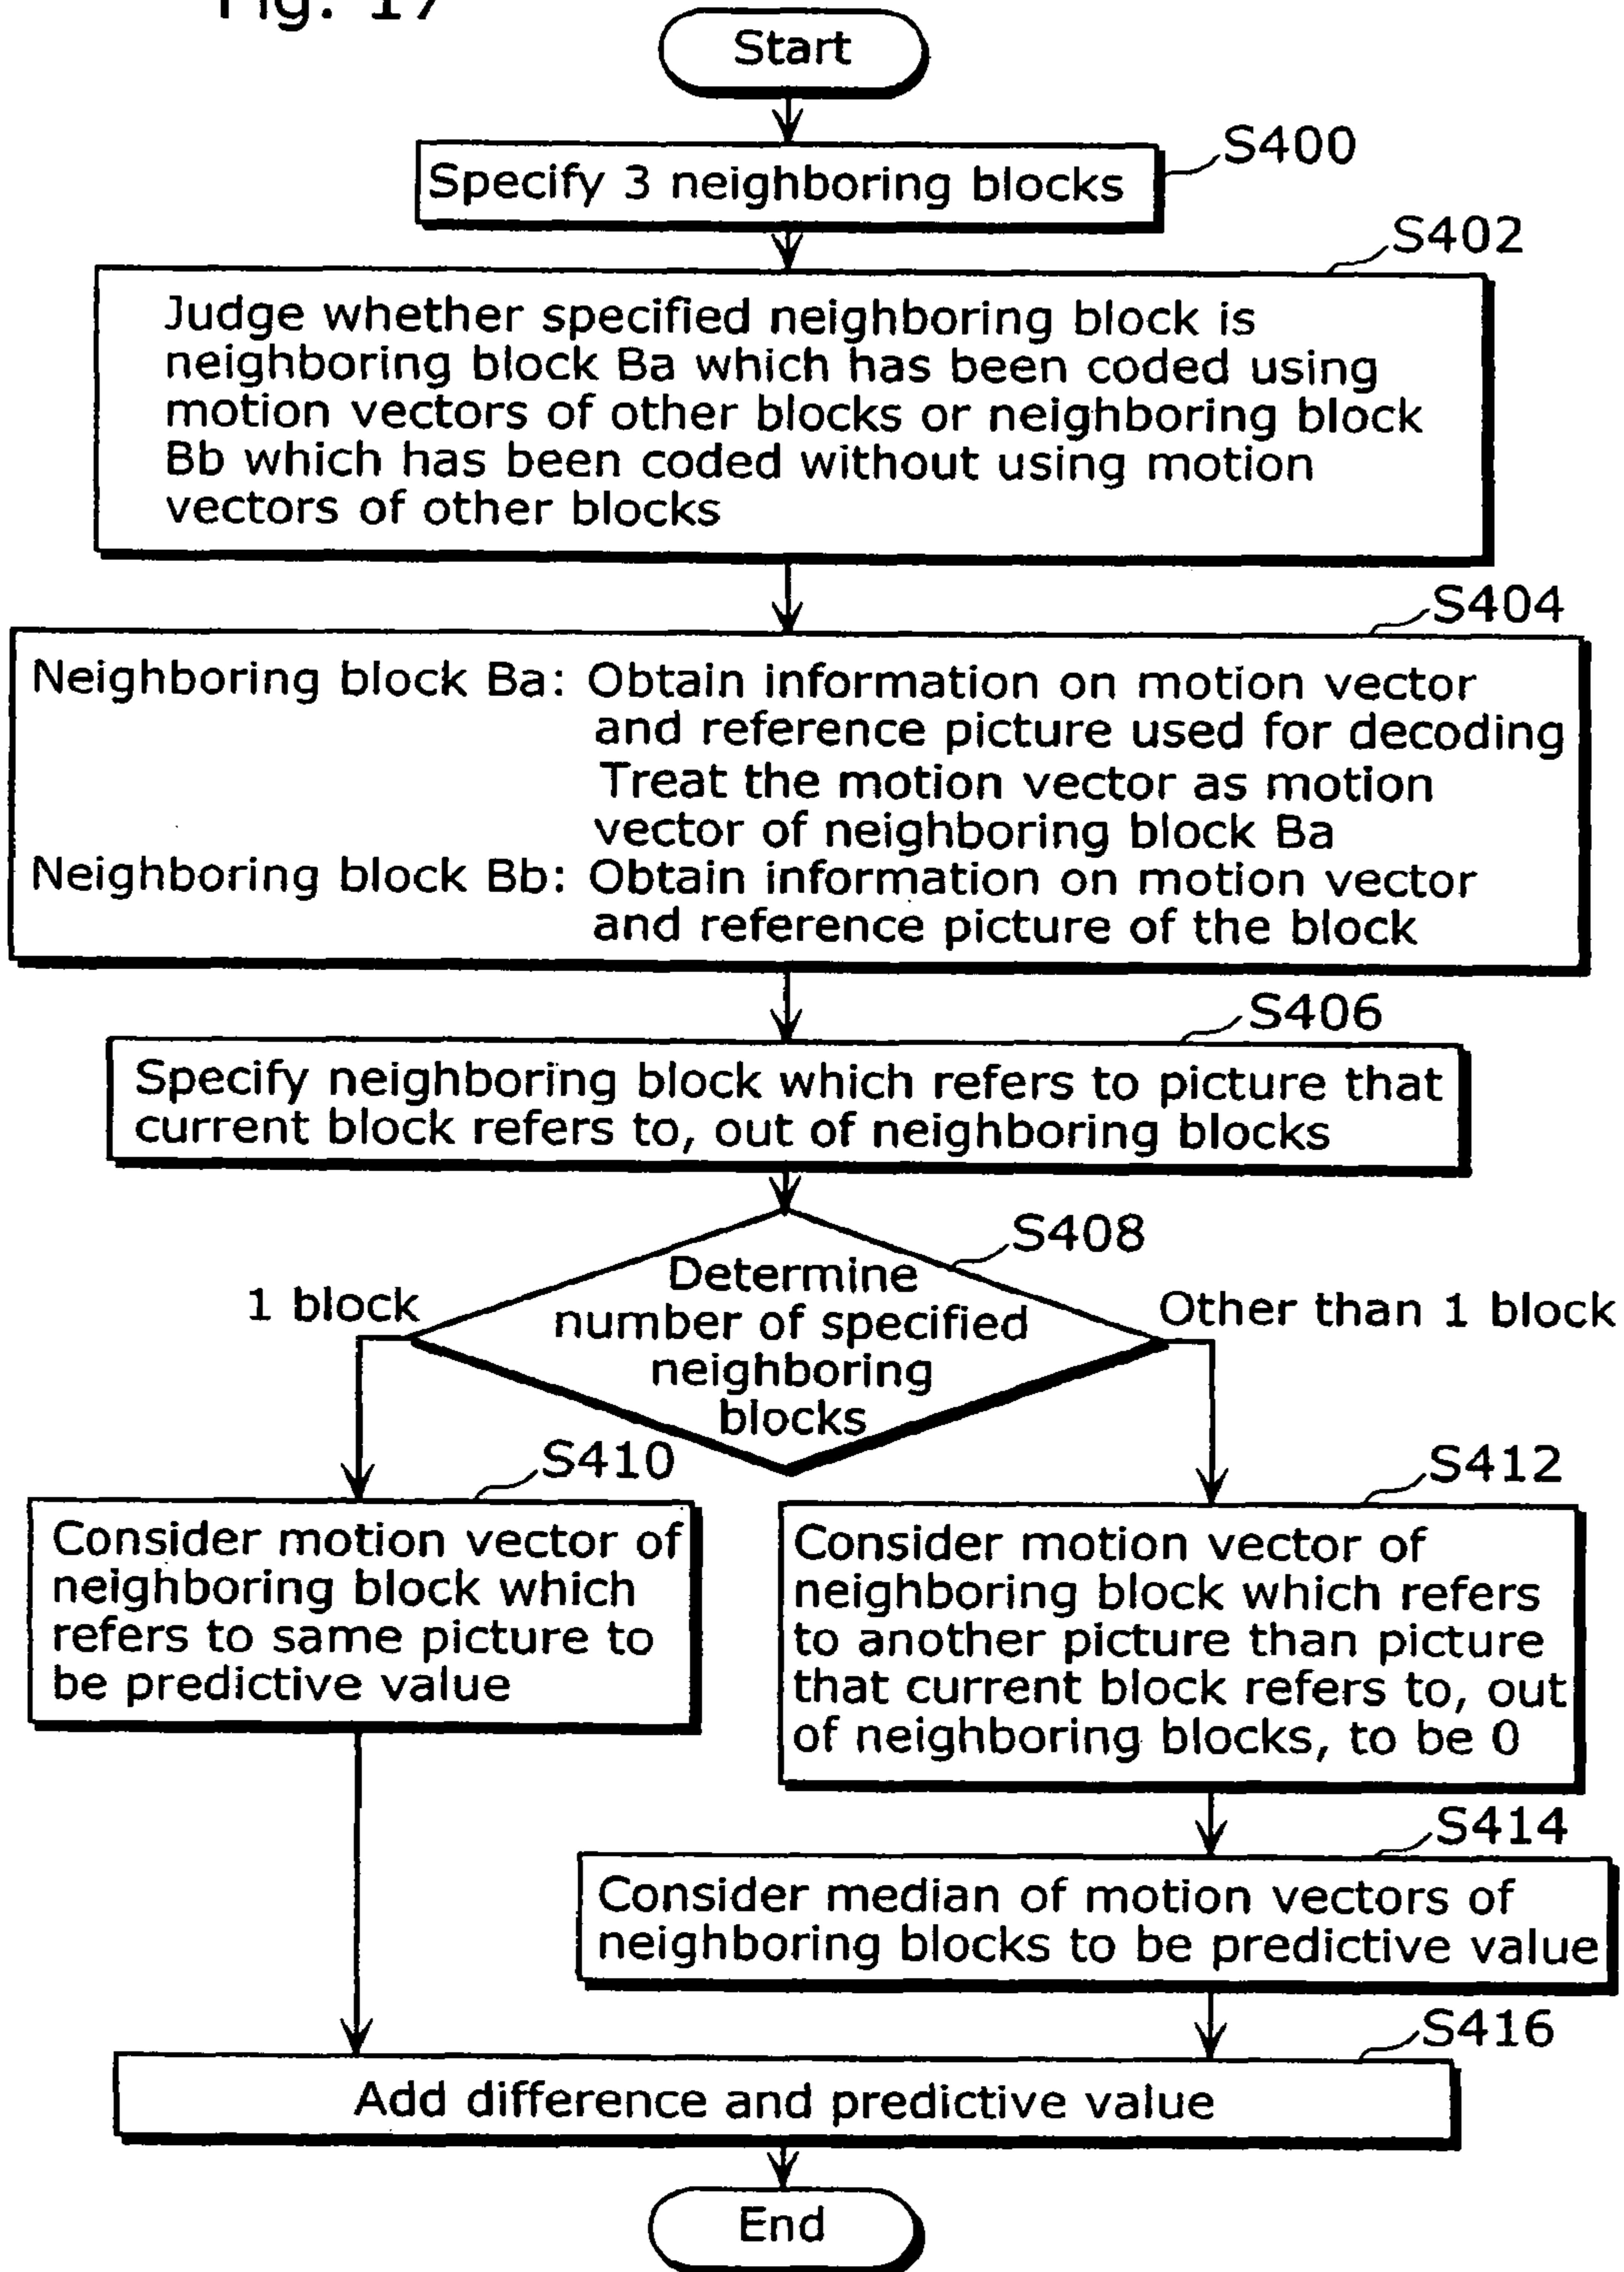 Fig. 17
Start
S400
Specify 3 neighboring blocks
S402
Judge whether specified neighboring block is
neighboring block Ba which has been coded using
motion vectors of other blocks or neighboring block
Bb which has been coded without using motion
vectors of other blocks
S404
Neighboring block Ba: Obtain information on motion vector
and reference picture used for decoding
Treat the motion vector as motion
vector of neighboring block Ba
Neighboring block Bb: Obtain information on motion vector
and reference picture of the block
S406
Specify neighboring block which refers to picture that
current block refers to, out of neighboring blocks
S408
Determine
number of specified
neighboring
blocks
1 block
Other than 1 block
S410
Consider motion vector of
neighboring block which
refers to same picture to
be predictive value
S412
Consider motion vector of
neighboring block which refers
to another picture than picture
that current block refers to, out
of neighboring blocks, to be 0
S414
Consider median of motion vectors of
neighboring blocks to be predictive value
S416
Add difference and predictive value
End